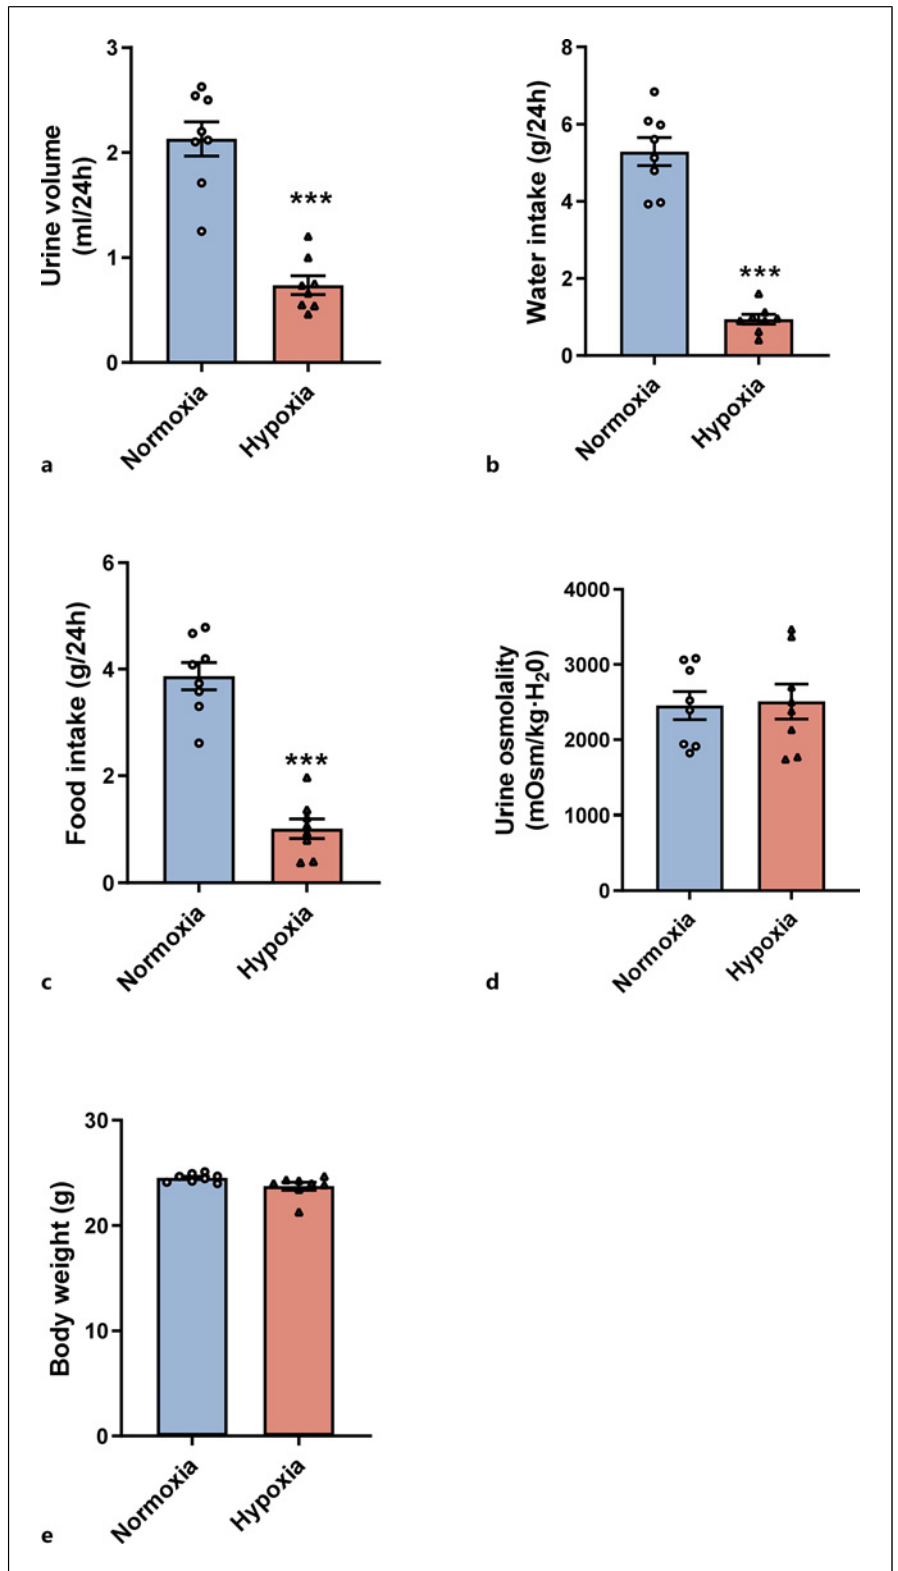 3
2
1
0
Urine volume
(ml/24h)
***
Normoxia
Hypoxia
a
8
6
4
2
0
Water intake (g/24h)
***
Normoxia
Hypoxia
b
6
4
2
0
Food intake (g/24h)
***
Normoxia
Hypoxia
c
4000
3000
2000
1000
0
Urine osmolality
(mOsm/kg·H₂0)
Normoxia
Hypoxia
d
30
20
10
0
Body weight (g)
Normoxia
Hypoxia
e